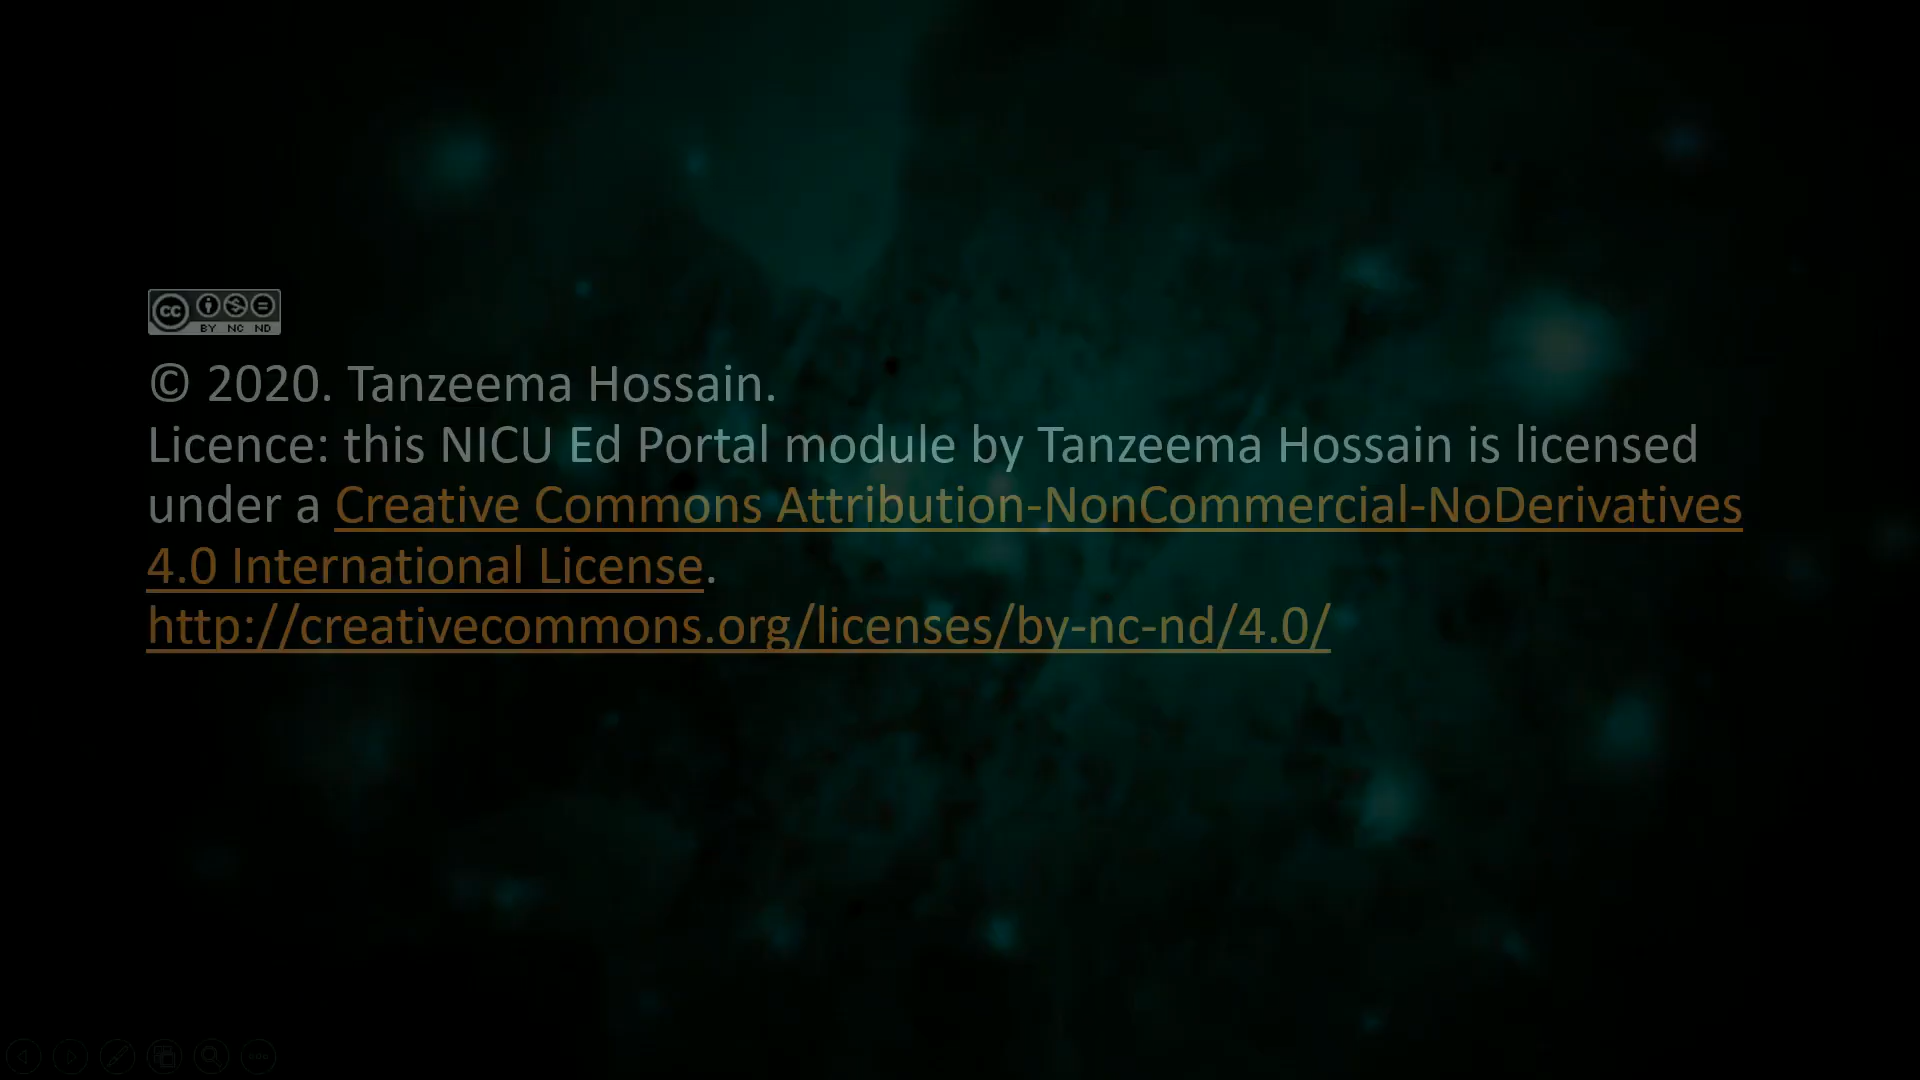 cc BY NC ND
© 2020. Tanzeema Hossain.
Licence: this NICU Ed Portal module by Tanzeema Hossain is licensed
under a Creative Commons Attribution-NonCommercial-NoDerivatives
4.0 International License.
http://creativecommons.org/licenses/by-nc-nd/4.0/